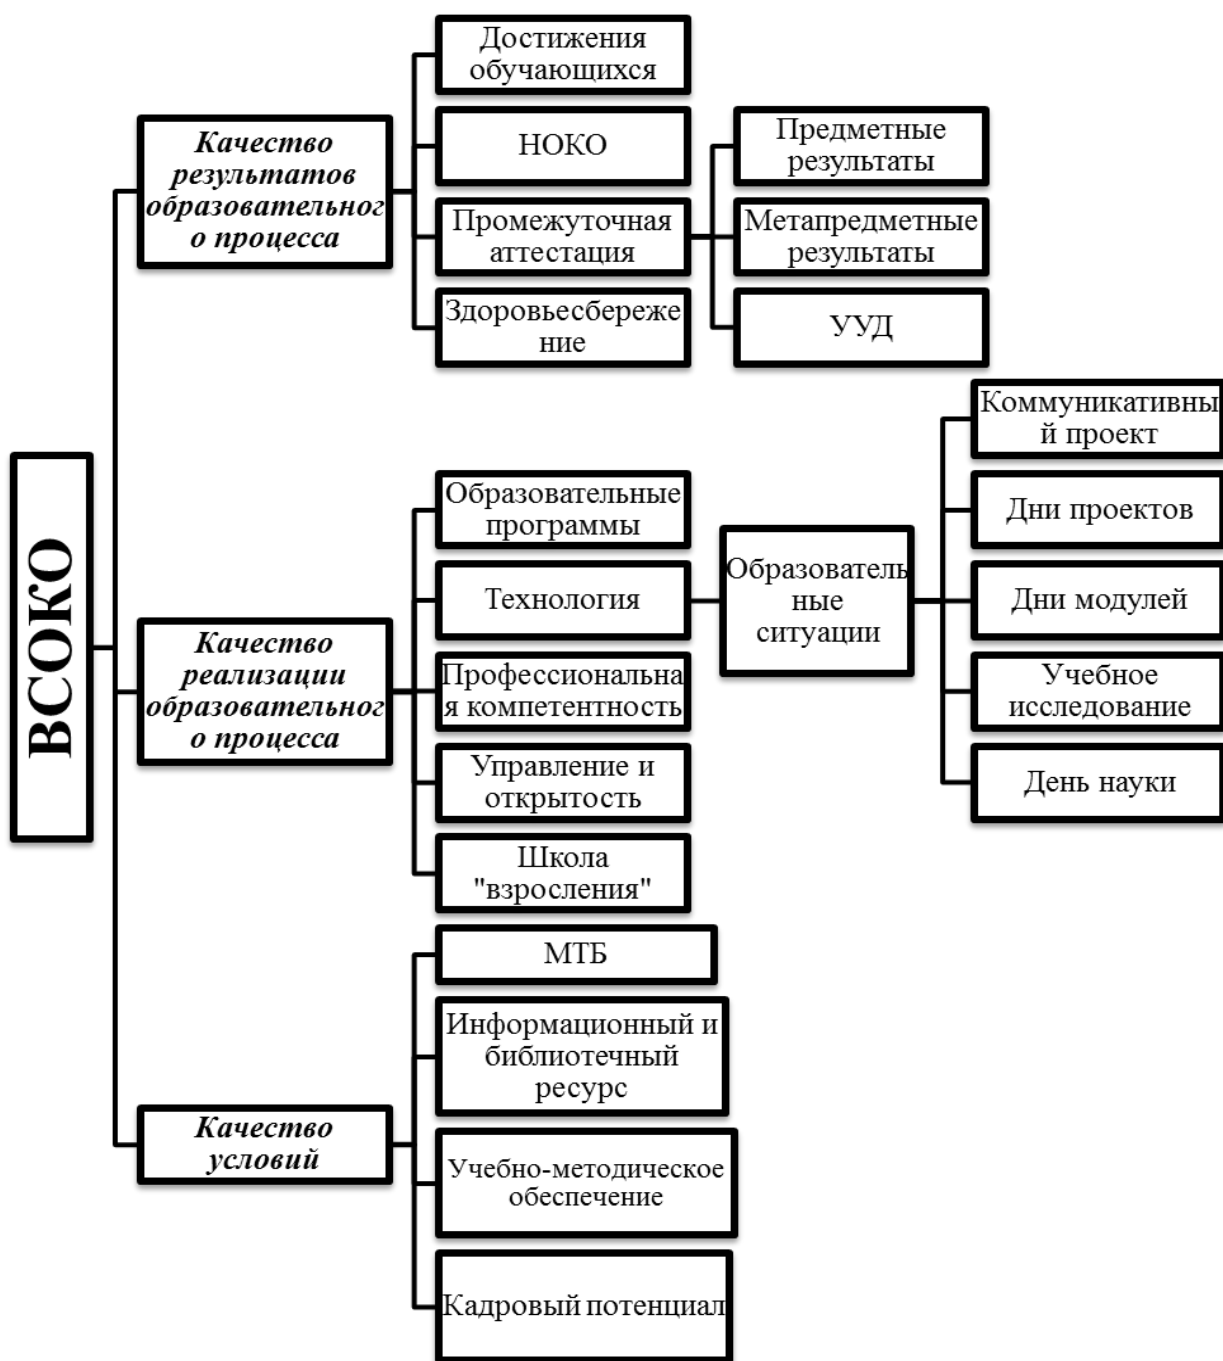 ВСОКО
Качество
результатов
образовательног
о процесса
Достижения
обучающихся
НОКО
Промежуточная
аттестация
Предметные
результаты
Метапредметные
результаты
УУД
Здоровьесбереже
ние
Качество
реализации
образовательног
о процесса
Образовательные
программы
Технология
Образователь
ные
ситуации
Коммуникативны
й проект
Дни проектов
Дни модулей
Учебное
исследование
День науки
Профессиональна
я компетентность
Управление и
открытость
Школа
"взросления"
Качество
условий
МТБ
Информационный и
библиотечный
ресурс
Учебно-методическое
обеспечение
Кадровый потенциал